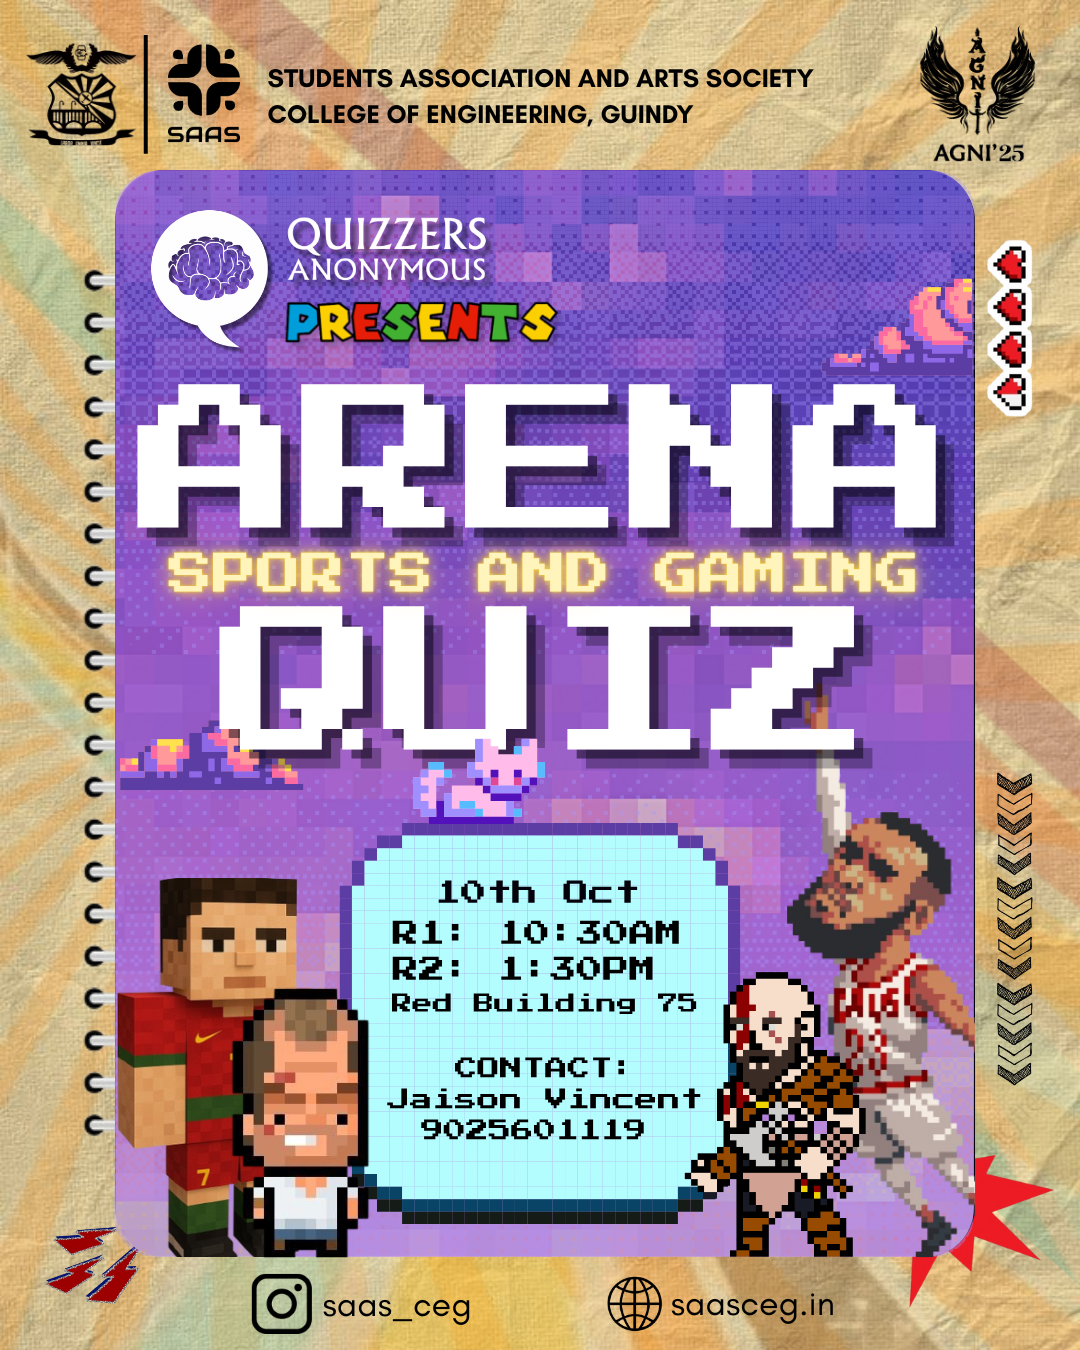 SAAS
STUDENTS ASSOCIATION AND ARTS SOCIETY
COLLEGE OF ENGINEERING, GUINDY
AGNI
AGNI'25
QUIZZERS
ANONYMOUS
PRESENTS
ARENA
SPORTS AND GAMING
QUIZ
10th Oct
R1: 10:30AM
R2: 1:30PM
Red Building 75
CONTACT:
Jaison Vincent
9025601119
7
saas_ceg
saasceg.in